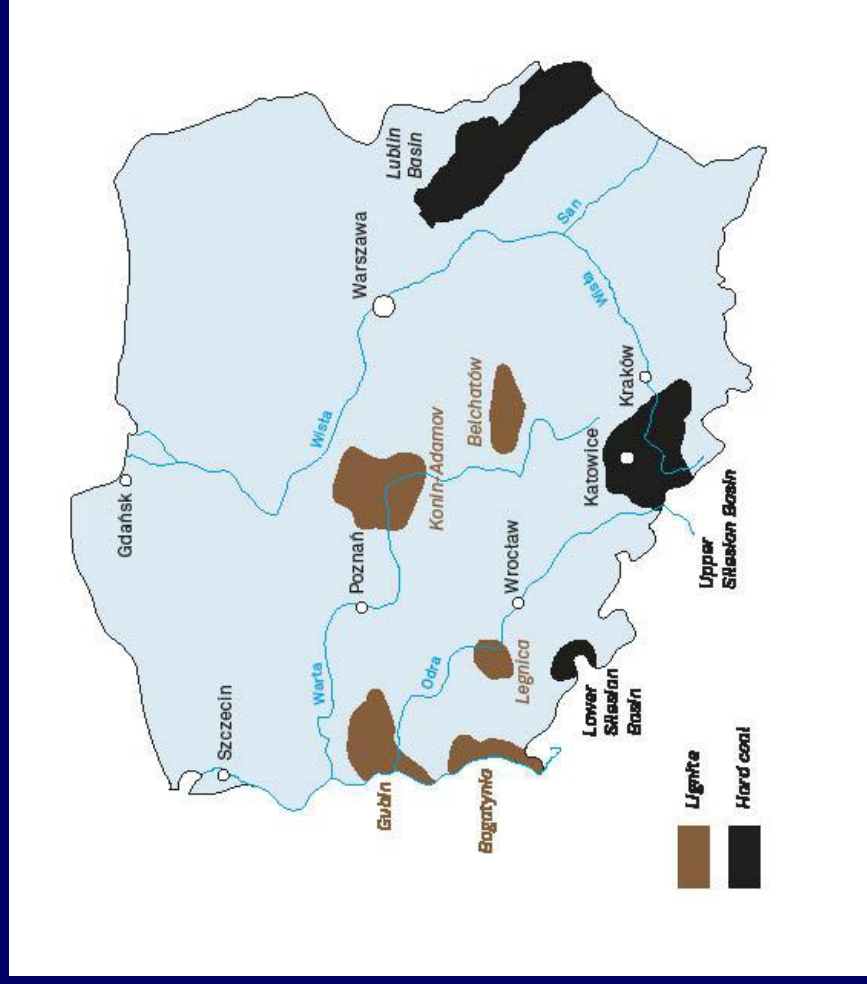 Gdańsk
Szczecin
Lublin
Basin
Warszawa
San
Wisła
Wisła
Poznań
Warta
Konin-Adamov
Belchatów
Kraków
Katowice
Wrocław
Odra
Legnica
Gubin
Bogatynia
Upper
Silesian Basin
Lower
Silesian
Basin
Lignite
Hard coal